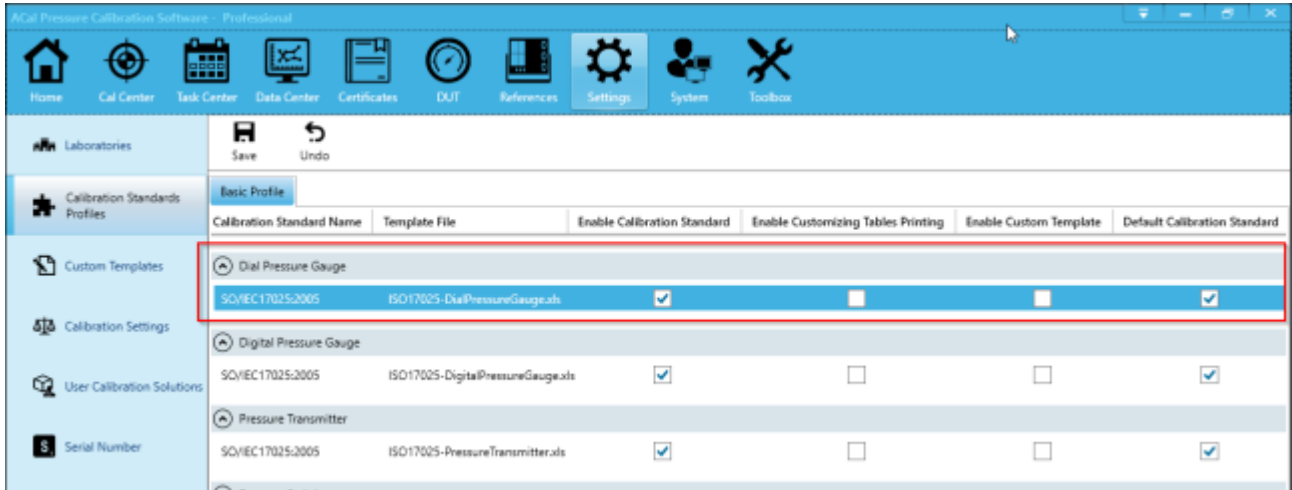 ACal Pressure Calibration Software - Professional
Home Cal Center Task Center Data Center Certificates DUT References Settings System Toolbox
Laboratories
Save Undo
Calibration Standards
Profiles
Basic Profile
Calibration Standard Name Template File Enable Calibration Standard Enable Customizing Tables Printing Enable Custom Template Default Calibration Standard
Custom Templates
Dial Pressure Gauge
SO/IEC17025:2005 ISO17025-DialPressureGauge.xls
Calibration Settings
Digital Pressure Gauge
SO/IEC17025:2005 ISO17025-DigitalPressureGauge.xls
User Calibration Solutions
Pressure Transmitter
S. Serial Number
SO/IEC17025:2005 ISO17025-PressureTransmitter.xls